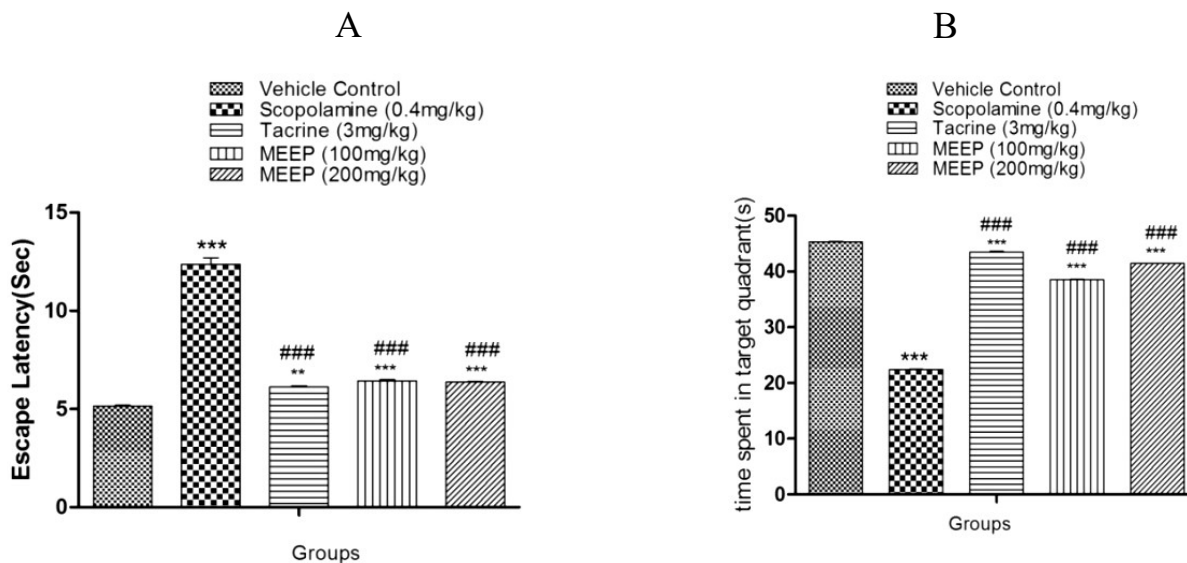 A
Vehicle Control
Scopolamine (0.4mg/kg)
Tacrine (3mg/kg)
MEEP (100mg/kg)
MEEP (200mg/kg)
Escape Latency(Sec)
15
10
5
0
***
###
**
###
***
###
***
Groups
B
Vehicle Control
Scopolamine (0.4mg/kg)
Tacrine (3mg/kg)
MEEP (100mg/kg)
MEEP (200mg/kg)
time spent in target quadrant(s)
50
40
30
20
10
0
***
###
***
###
***
###
***
Groups